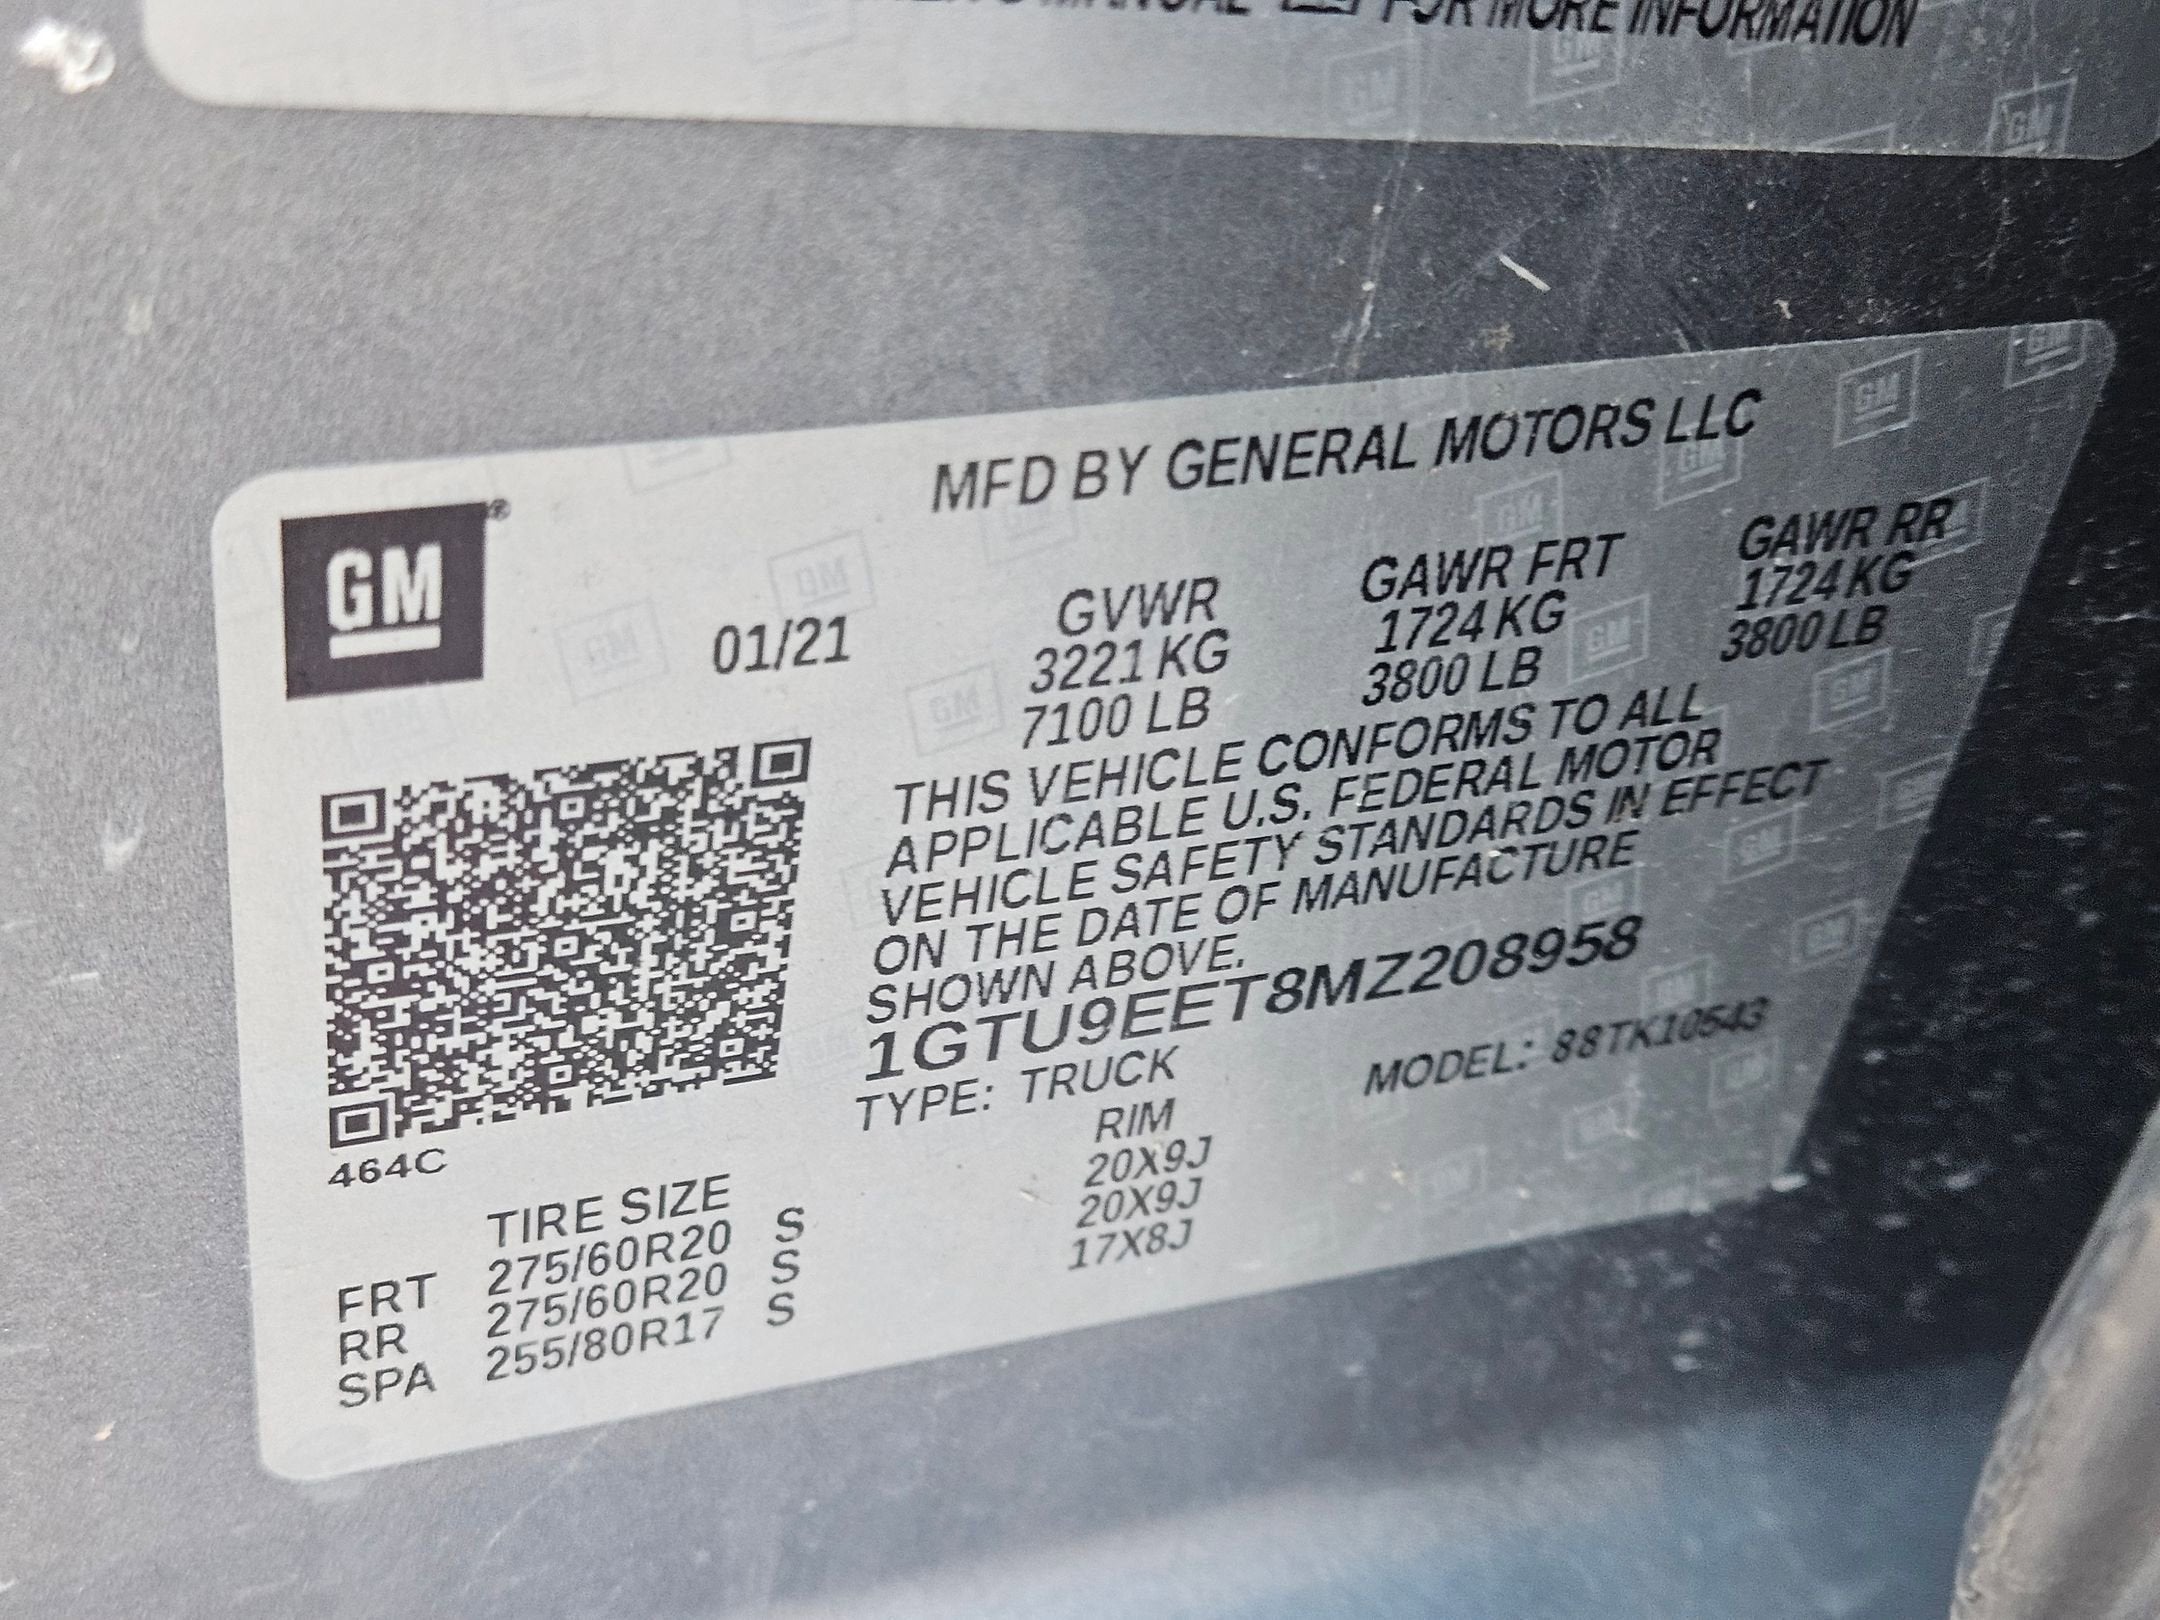 MANUAL FOR MORE INFORMATION
GM®
MFD BY GENERAL MOTORS LLC
01/21
GVWR GAWR FRT GAWR RR
3221 KG 1724 KG 1724 KG
7100 LB 3800 LB 3800 LB
THIS VEHICLE CONFORMS TO ALL
APPLICABLE U.S. FEDERAL MOTOR
VEHICLE SAFETY STANDARDS IN EFFECT
ON THE DATE OF MANUFACTURE
SHOWN ABOVE.
1GTU9EET8MZ208958
TYPE: TRUCK MODEL: 88TK10543
464C
TIRE SIZE RIM
FRT 275/60R20 S 20X9J
RR 275/60R20 S 20X9J
SPA 255/80R17 S 17X8J